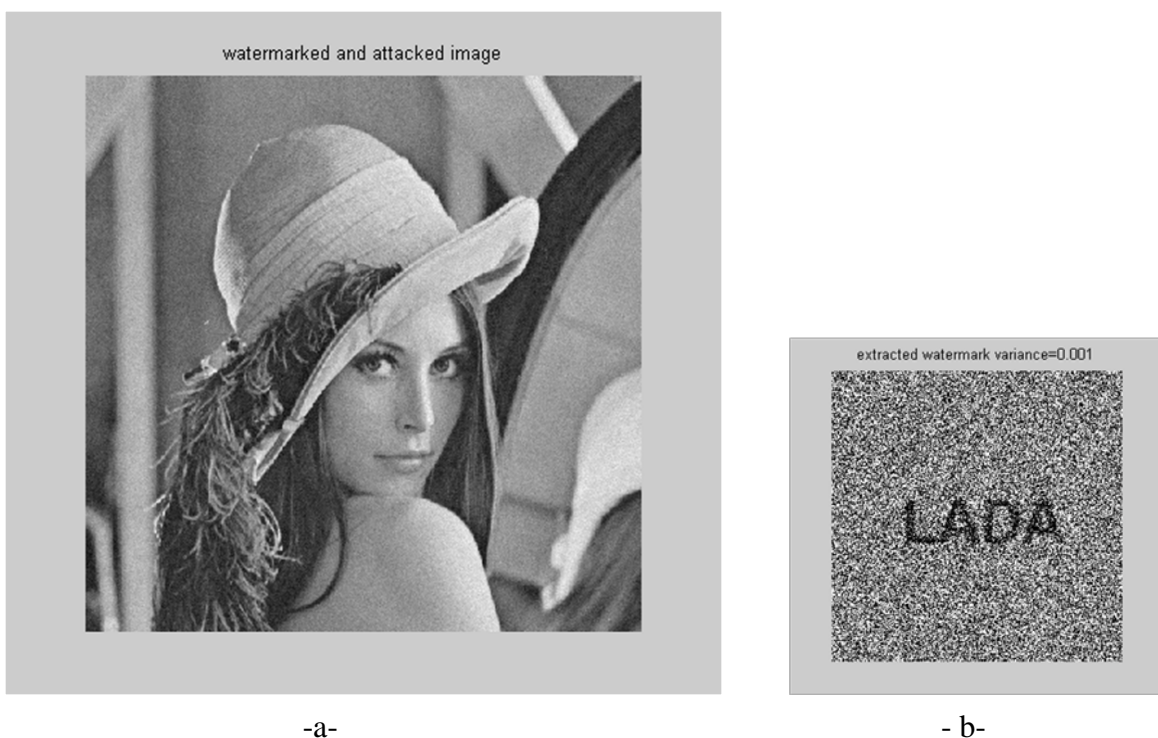 watermarked and attacked image
extracted watermark variance=0.001
LADA
-a-
- b-